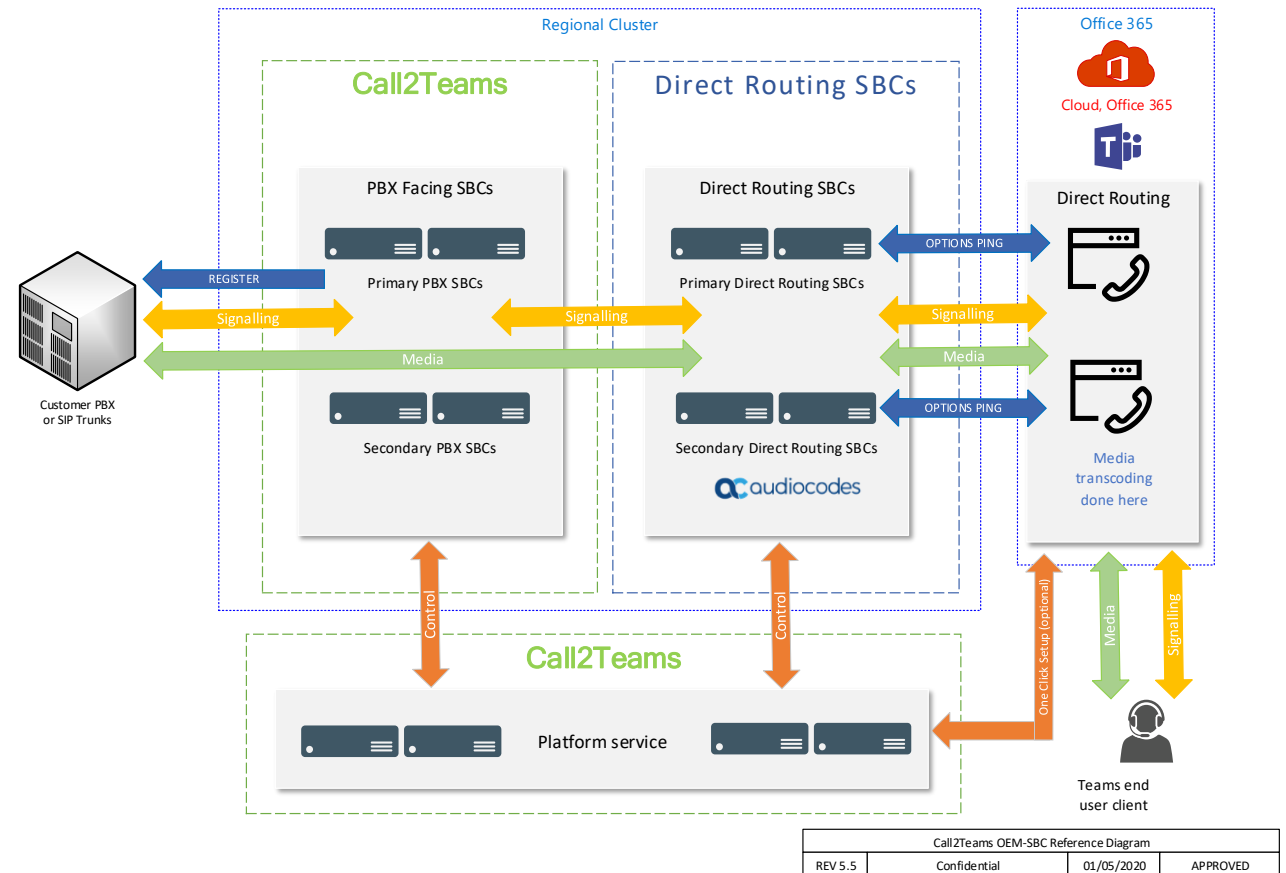 Regional Cluster
Office 365
Call2Teams
Direct Routing SBCs
Cloud, Office 365
T
PBX Facing SBCs
Direct Routing SBCs
Direct Routing
OPTIONS PING
REGISTER
Primary PBX SBCs
Primary Direct Routing SBCs
Signalling
Signalling
Signalling
Media
Media
Customer PBX
or SIP Trunks
OPTIONS PING
Secondary PBX SBCs
Secondary Direct Routing SBCs
Media
transcoding
done here
audiocodes
Control
Control
One Click Setup (optional)
Media
Signalling
Call2Teams
Platform service
Teams end
user client
Call2Teams OEM-SBC Reference Diagram
REV 5.5 Confidential 01/05/2020 APPROVED